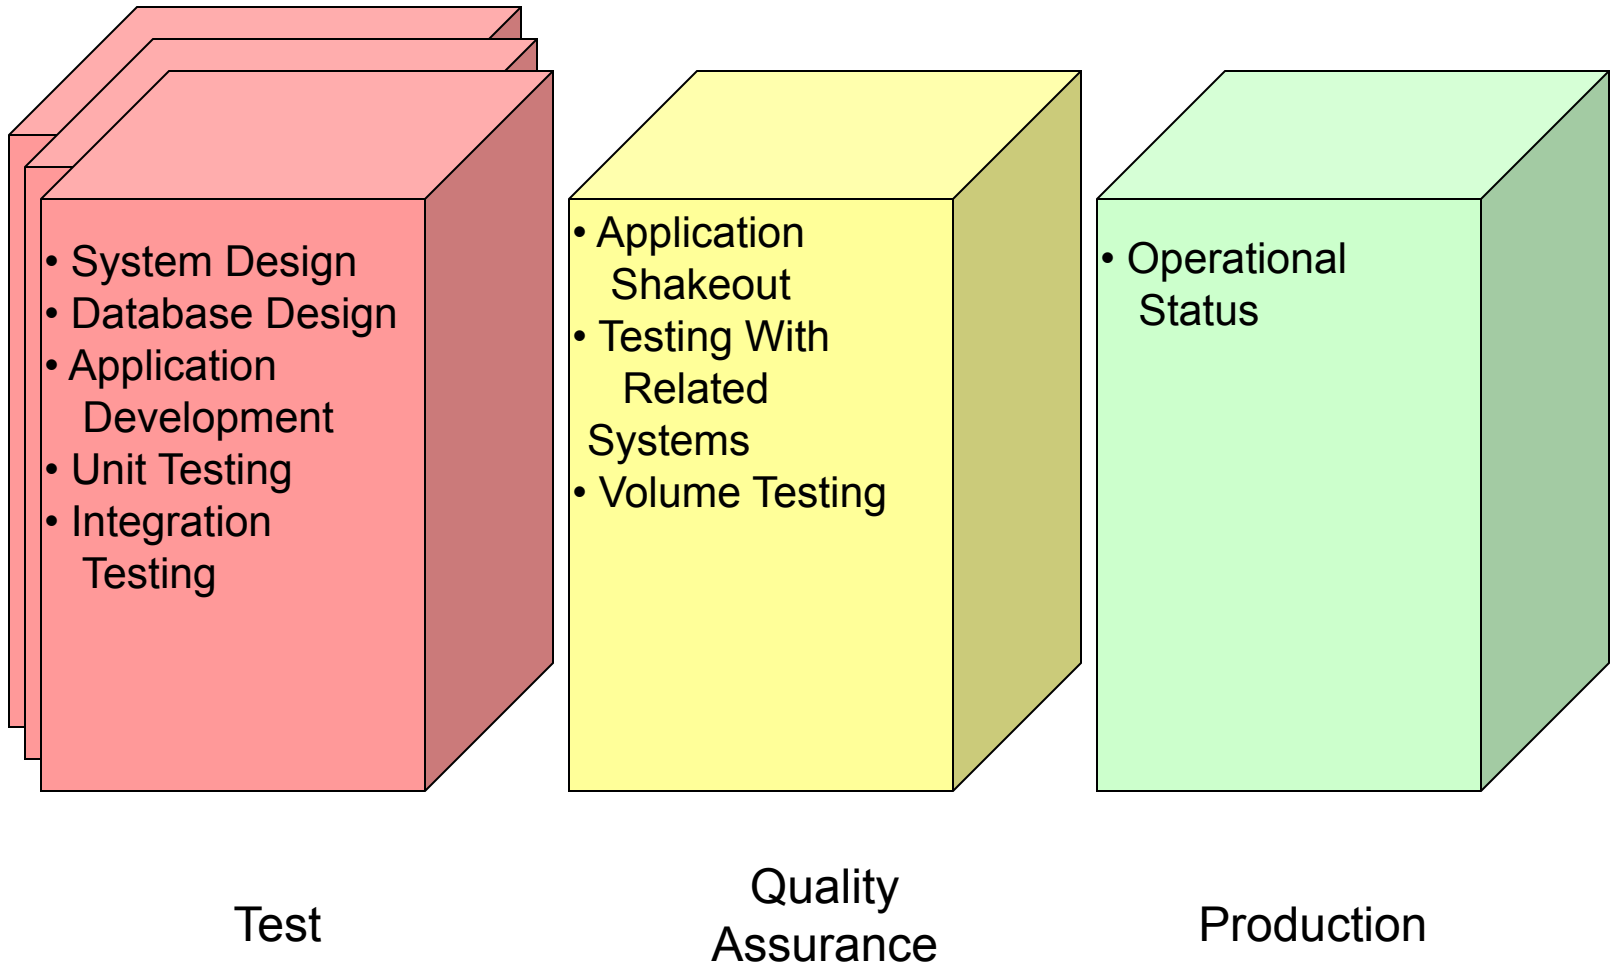 • System Design
• Database Design
• Application
Development
• Unit Testing
• Integration
Testing
• Application
Shakeout
• Testing With
Related
Systems
• Volume Testing
• Operational
Status
Test
Quality
Assurance
Production